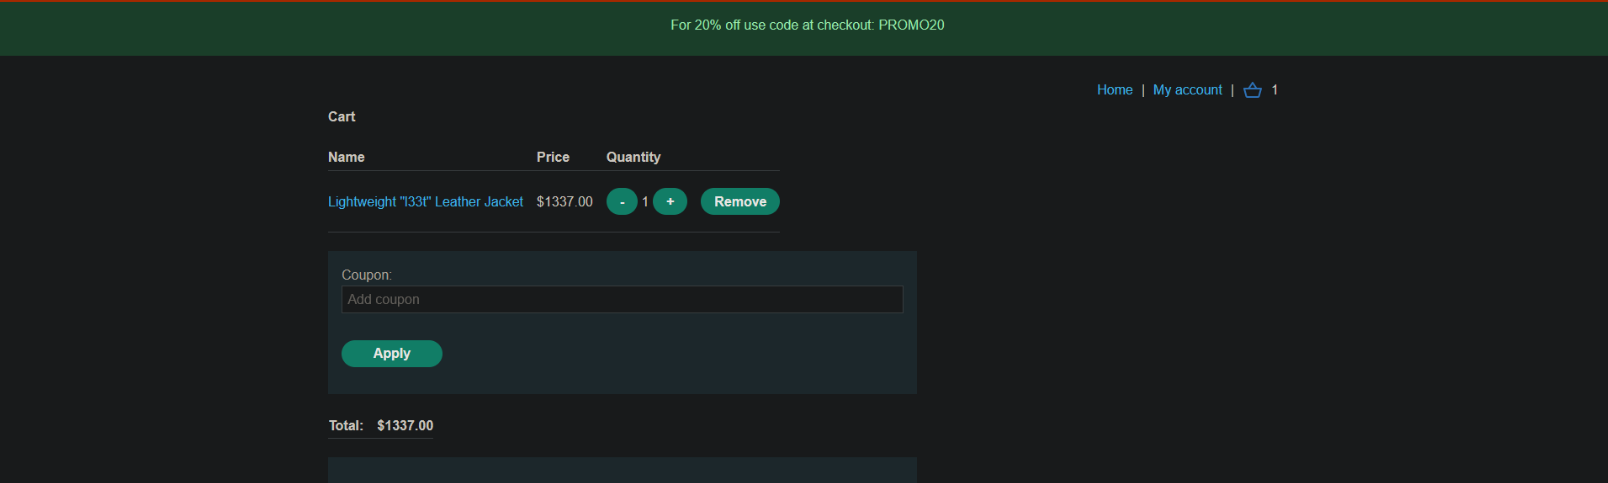 For 20% off use code at checkout: PROMO20
Home | My account | 1
Cart
Name Price Quantity
Lightweight "l33t" Leather Jacket $1337.00 - 1 + Remove
Coupon:
Add coupon
Apply
Total: $1337.00